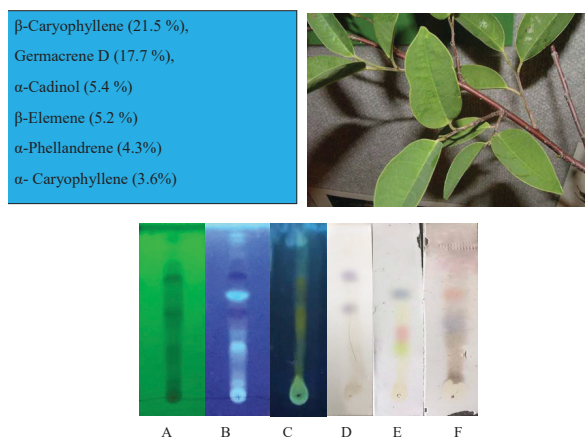 β-Caryophyllene (21.5 %),
Germacrene D (17.7 %),
α-Cadinol (5.4 %)
β-Elemene (5.2 %)
α-Phellandrene (4.3%)
α- Caryophyllene (3.6%)
A B C D E F